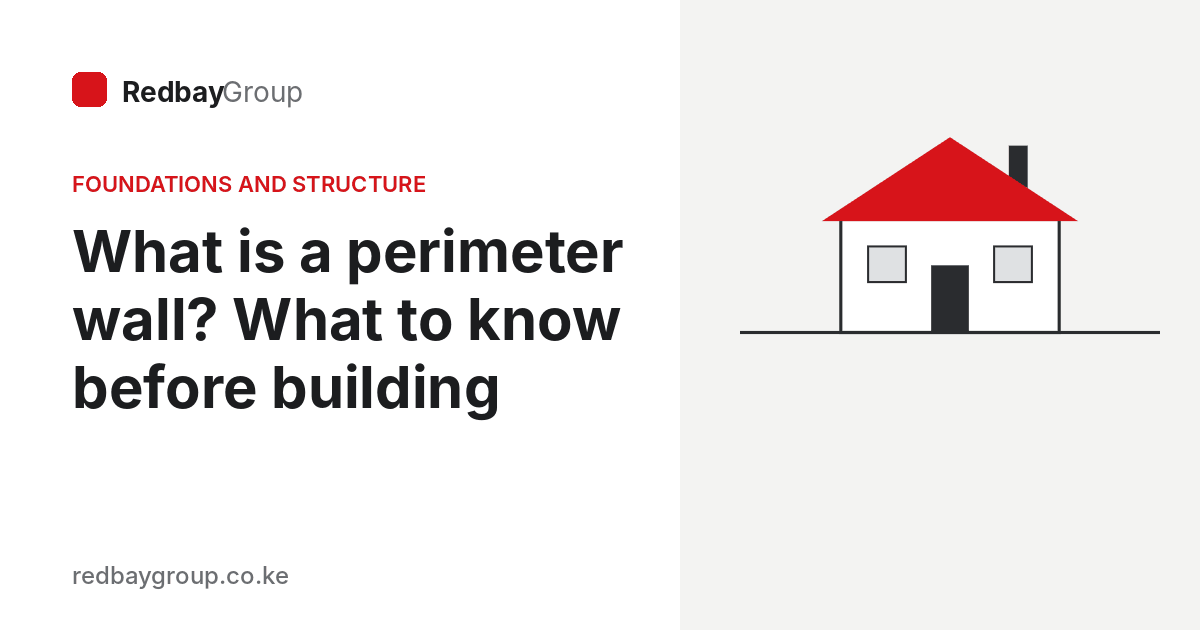 RedbayGroup
FOUNDATIONS AND STRUCTURE
What is a perimeter
wall? What to know
before building
redbaygroup.co.ke